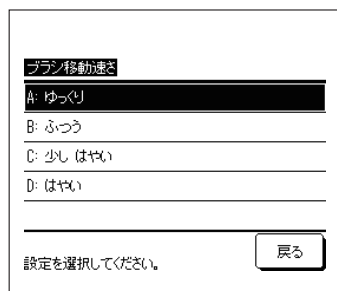 ブラシ移動速さ
A: ゆっくり
B: ふつう
C: 少し はやい
D: はやい
設定を選択してください。
戻る